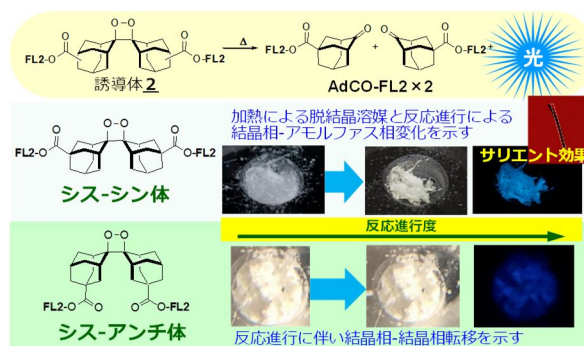 O-O
FL2-O
O
O
O-FL2
誘導体2
Δ
FL2-O
O
O
+
O
O
O-FL2
+
AdCO-FL2×2
光
加熱による脱結晶溶媒と反応進行による
結晶相-アモルファス相変化を示す
O-O
FL2-O
O
O
O-FL2
シス-シン体
サリエント効果
反応進行度
O-O
FL2-O
O
O
O-FL2
シス-アンチ体
反応進行に伴い結晶相-結晶相転移を示す